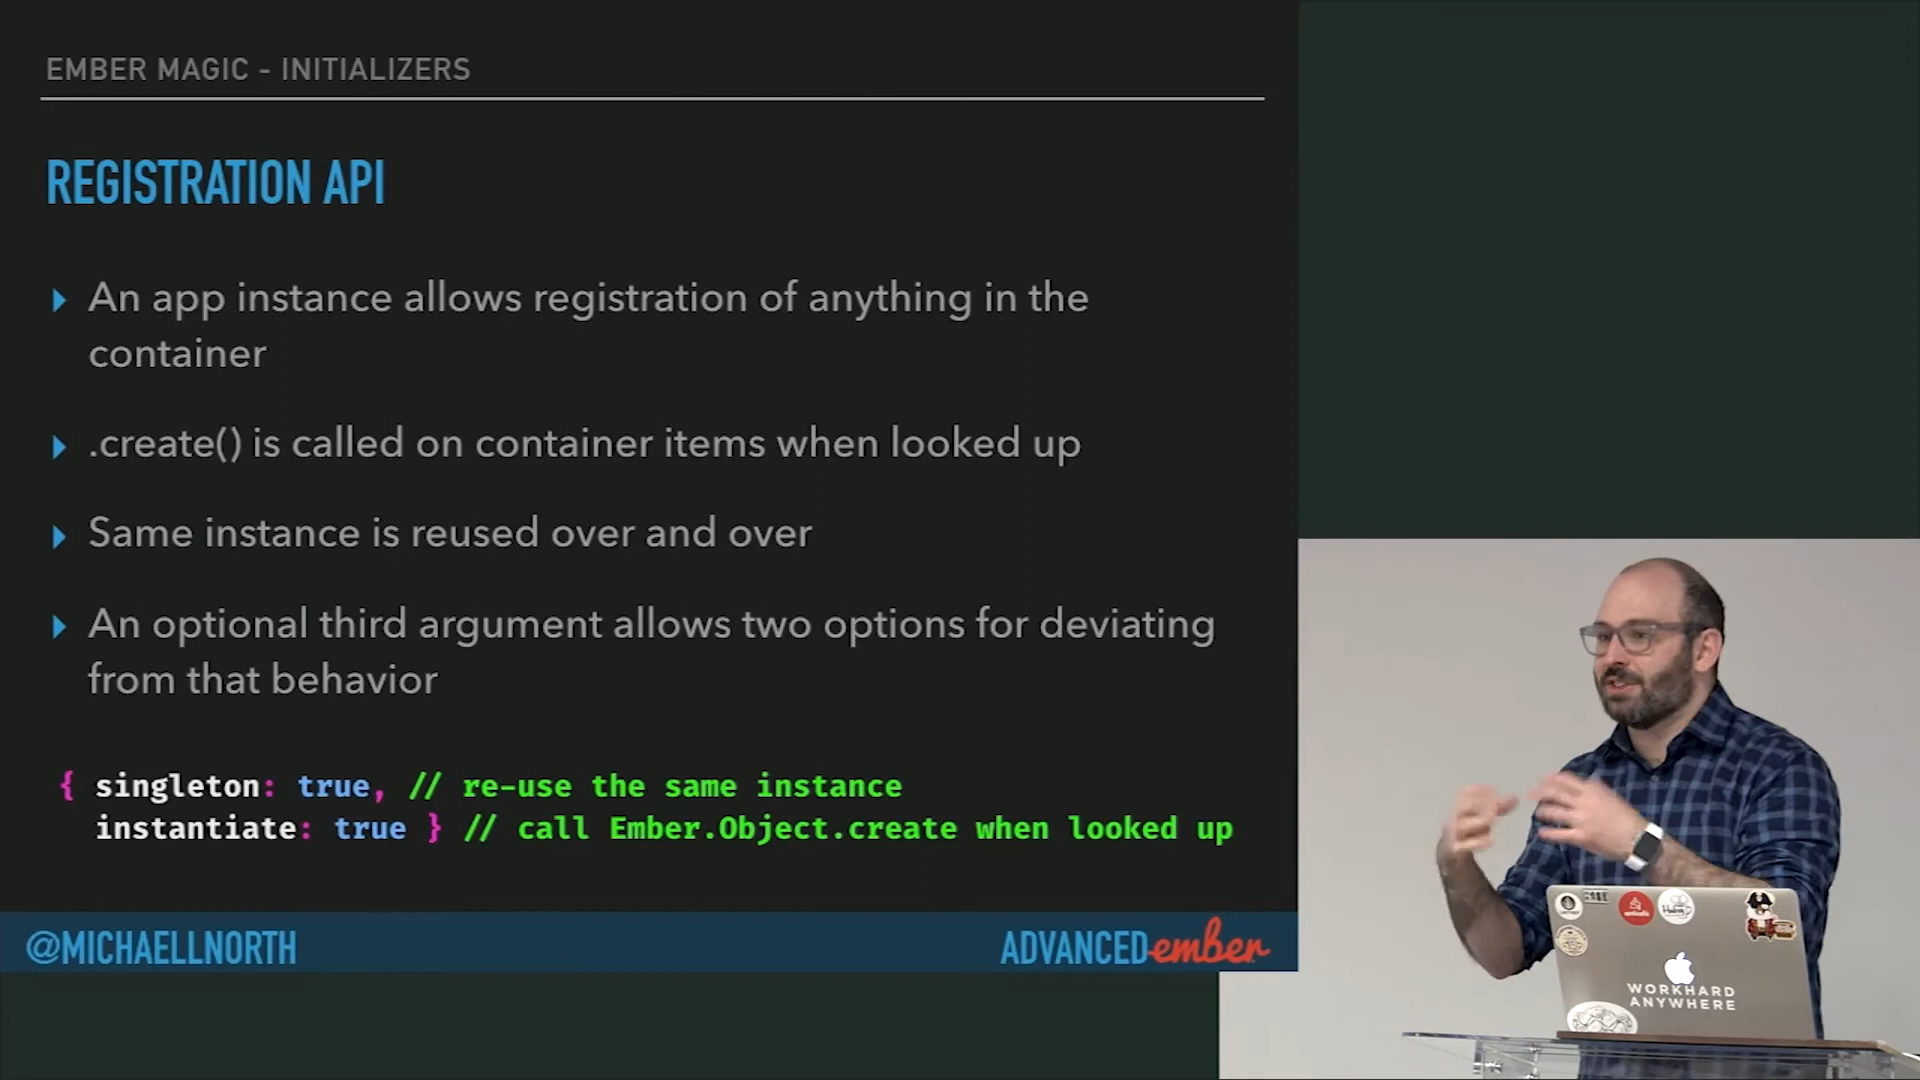 EMBER MAGIC - INITIALIZERS
REGISTRATION API
An app instance allows registration of anything in the
container
.create() is called on container items when looked up
Same instance is reused over and over
An optional third argument allows two options for deviating
from that behavior
{ singleton: true, // re-use the same instance
instantiate: true } // call Ember.Object.create when looked up
@MICHAELLNORTH
ADVANCED ember
WORKHARD
ANYWHERE